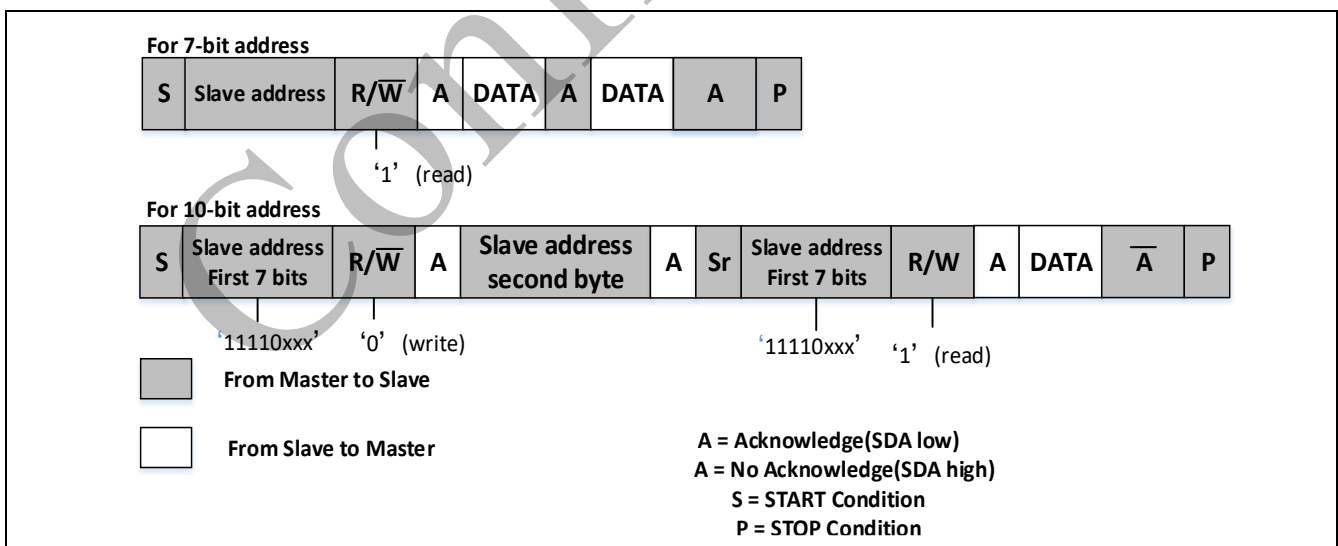 For 7-bit address
S Slave address R/W̅ A DATA A DATA A P
‘1’ (read)
For 10-bit address
S Slave address First 7 bits R/W̅ A Slave address second byte A Sr Slave address First 7 bits R/W A DATA A̅ P
‘11110xxx’ ‘0’ (write) ‘11110xxx’ ‘1’ (read)
From Master to Slave
From Slave to Master
A = Acknowledge(SDA low)
A = No Acknowledge(SDA high)
S = START Condition
P = STOP Condition